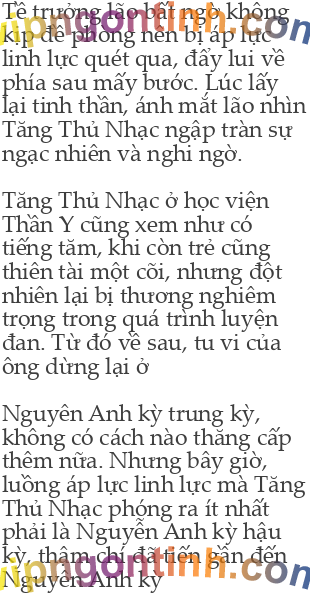 Tề trưởng lão bất ngờ không
kịp đề phòng nên bị áp lực
linh lực quét qua, đẩy lui về
phía sau mấy bước. Lúc lấy
lại tinh thần, ánh mắt lão nhìn
Tăng Thủ Nhạc ngập tràn sự
ngạc nhiên và nghi ngờ.
Tăng Thủ Nhạc ở học viện
Thần Y cũng xem như có
tiếng tăm, khi còn trẻ cũng
thiên tài một cõi, nhưng đột
nhiên lại bị thương nghiêm
trọng trong quá trình luyện
đan. Từ đó về sau, tu vi của
ông dừng lại ở
Nguyên Anh kỳ trung kỳ,
không có cách nào thăng cấp
thêm nữa. Nhưng bây giờ,
luồng áp lực linh lực mà Tăng
Thủ Nhạc phóng ra ít nhất
phải là Nguyễn Anh kỳ hậu
kỳ, thậm chí đã tiến gần đến
Nguyên Anh kỳ
vipngontinh.com
vipngontinh.com